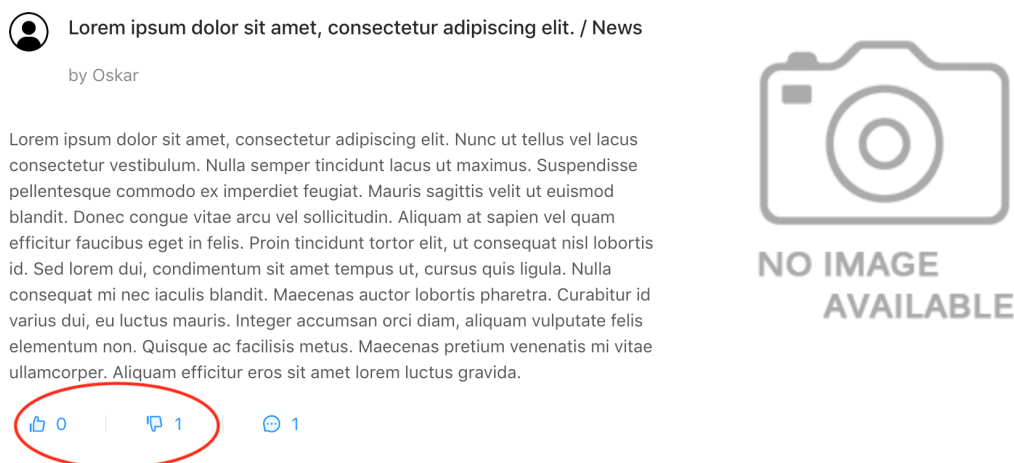 Lorem ipsum dolor sit amet, consectetur adipiscing elit. / News
by Oskar
Lorem ipsum dolor sit amet, consectetur adipiscing elit. Nunc ut tellus vel lacus
consectetur vestibulum. Nulla semper tincidunt lacus ut maximus. Suspendisse
pellentesque commodo ex imperdiet feugiat. Mauris sagittis velit ut euismod
blandit. Donec congue vitae arcu vel sollicitudin. Aliquam at sapien vel quam
efficitur faucibus eget in felis. Proin tincidunt tortor elit, ut consequat nisl lobortis
id. Sed lorem dui, condimentum sit amet tempus ut, cursus quis ligula. Nulla
consequat mi nec iaculis blandit. Maecenas auctor lobortis pharetra. Curabitur id
varius dui, eu luctus mauris. Integer accumsan orci diam, aliquam vulputate felis
elementum non. Quisque ac facilisis metus. Maecenas pretium venenatis mi vitae
ullamcorper. Aliquam efficitur eros sit amet lorem luctus gravida.
0 1 1
NO IMAGE
AVAILABLE